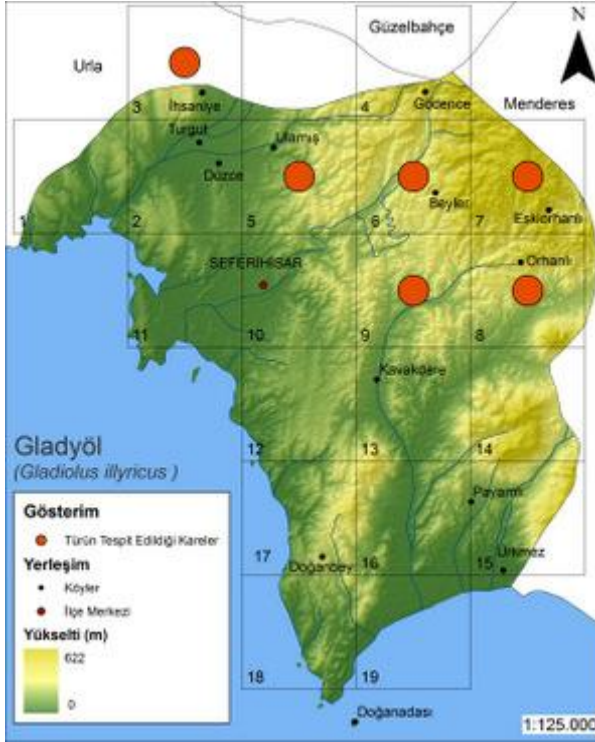 Güzelbahçe
N
Urla
3
İhsaniye
4
Gödence
Menderes
Turgut
Ulamış
Düzce
Beyler
Eskiorhanlı
1
2
5
6
7
SEFERİHİSAR
Orhanlı
11
10
9
8
Kavakdere
Gladyöl
(Gladiolus illyricus )
12
13
14
Payamlı
Gösterim
Türün Tespit Edildiği Kareler
Yerleşim
Köyler
İlçe Merkezi
Yükselti (m)
622
0
17
Doğanbey
16
15
Ürkmez
18
19
Doğanadası
1:125.000